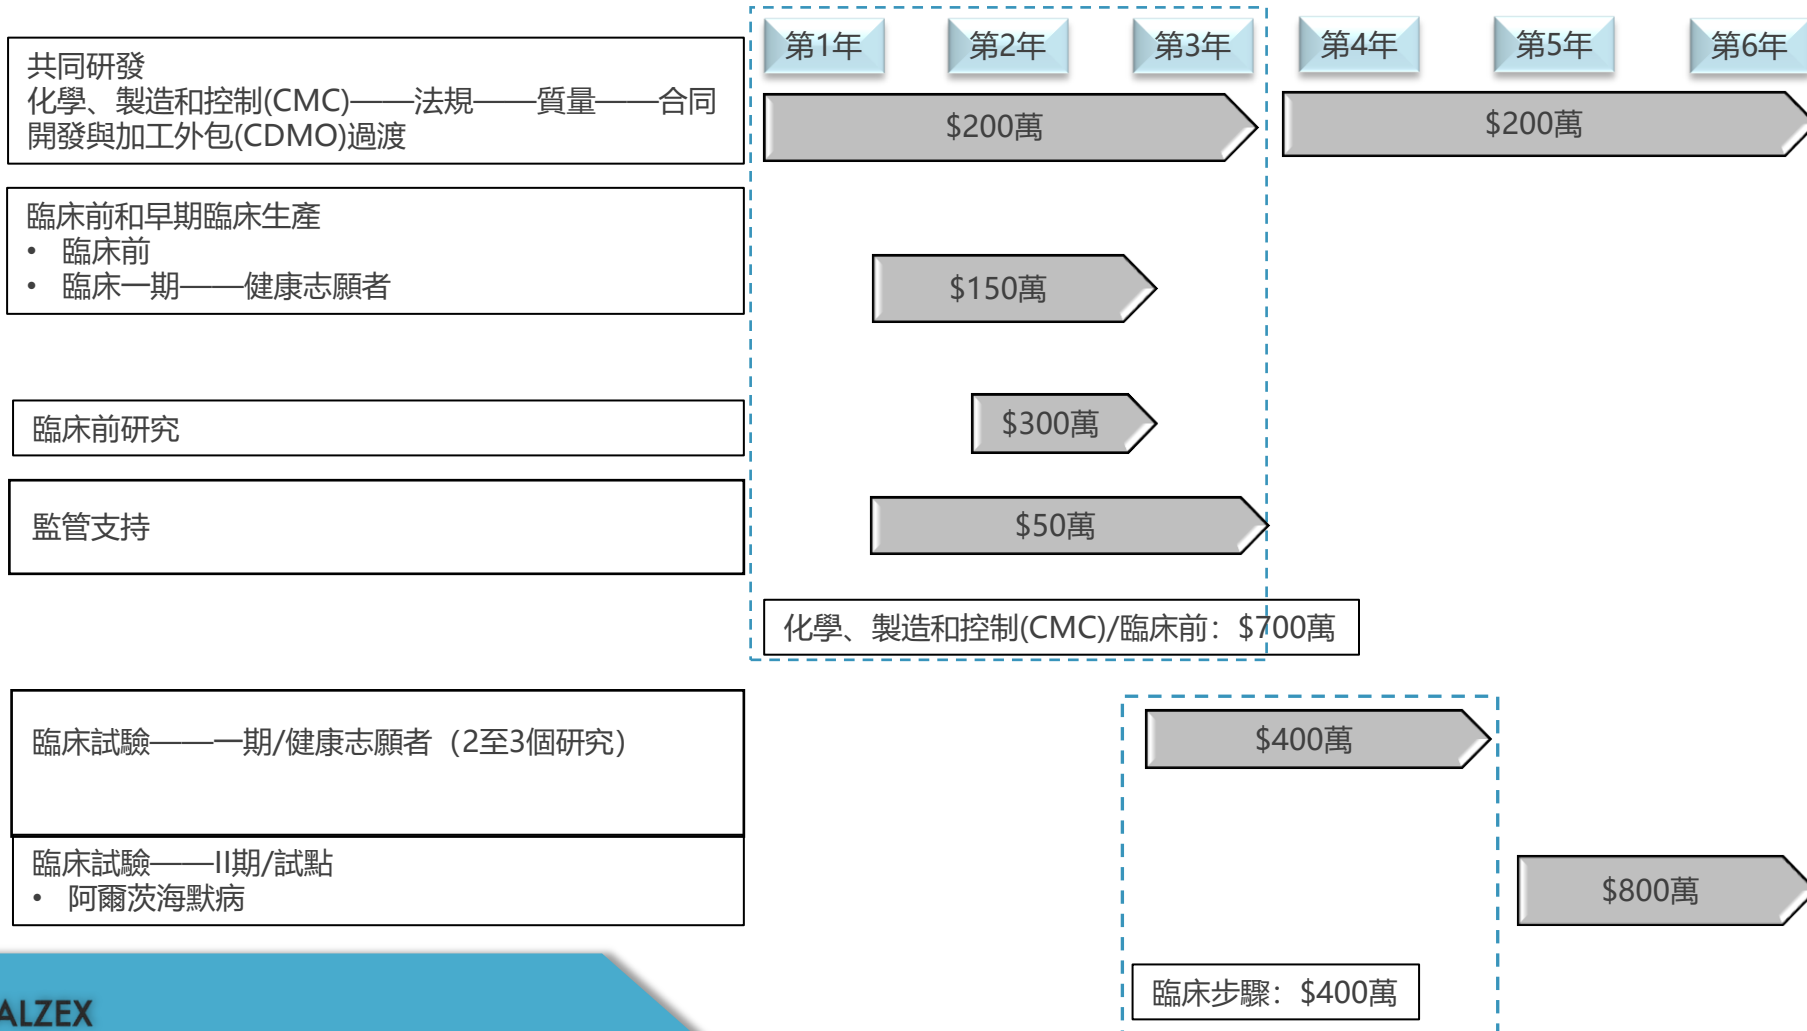 第1年
第2年
第3年
第4年
第5年
第6年
共同研發
化學、製造和控制(CMC)——法規——質量——合同
開發與加工外包(CDMO)過渡
$200萬
$200萬
臨床前和早期臨床生產
• 臨床前
• 臨床一期——健康志願者
$150萬
臨床前研究
$300萬
監管支持
$50萬
化學、製造和控制(CMC)/臨床前：$700萬
臨床試驗——一期/健康志願者（2至3個研究）
$400萬
臨床試驗——II期/試點
• 阿爾茨海默病
$800萬
臨床步驟：$400萬
ALZEX